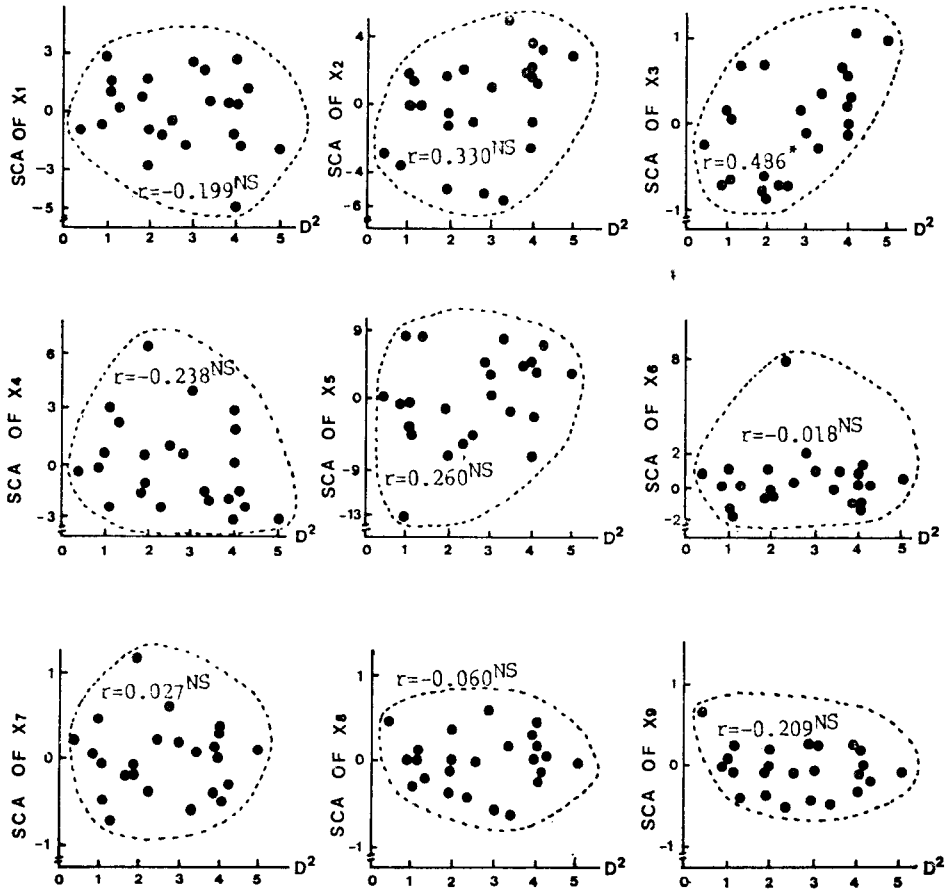 SCA OF X1
3
0
-3
-5
r=-0.199NS
0 1 2 3 4 5 D2
SCA OF X2
4
0
-2
-6
r=0.330NS
0 1 2 3 4 5 D2
SCA OF X3
1
0
-1
r=0.486*
0 1 2 3 4 5 D2
SCA OF X4
6
3
0
-3
r=-0.238NS
0 1 2 3 4 5 D2
SCA OF X5
9
0
-9
-13
r=0.260NS
0 1 2 3 4 5 D2
SCA OF X6
8
2
0
-2
r=-0.018NS
0 1 2 3 4 5 D2
SCA OF X7
1
0
-1
r=0.027NS
0 1 2 3 4 5 D2
SCA OF X8
1
0
-1
r=-0.060NS
0 1 2 3 4 5 D2
SCA OF X9
1
0
-1
r=-0.209NS
0 1 2 3 4 5 D2